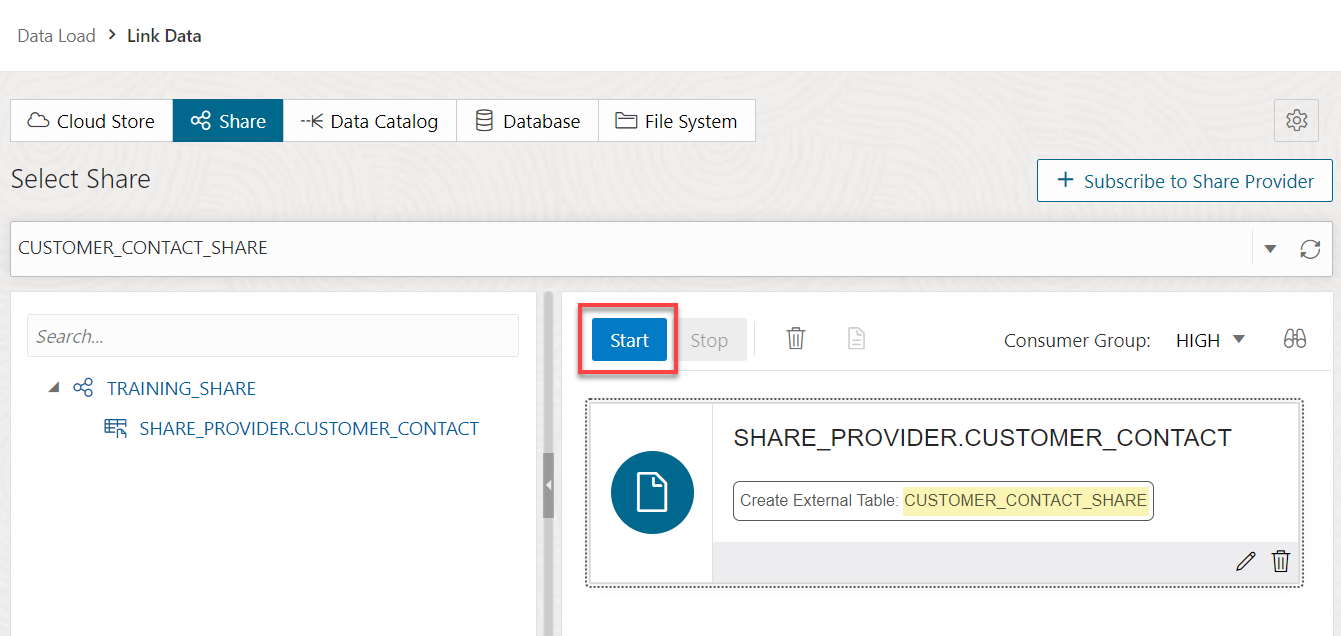 Data Load > Link Data
Cloud Store Share Data Catalog Database File System
Select Share
+ Subscribe to Share Provider
CUSTOMER_CONTACT_SHARE
Search...
Start Stop Consumer Group: HIGH
TRAINING_SHARE
SHARE_PROVIDER.CUSTOMER_CONTACT
SHARE_PROVIDER.CUSTOMER_CONTACT
Create External Table: CUSTOMER_CONTACT_SHARE